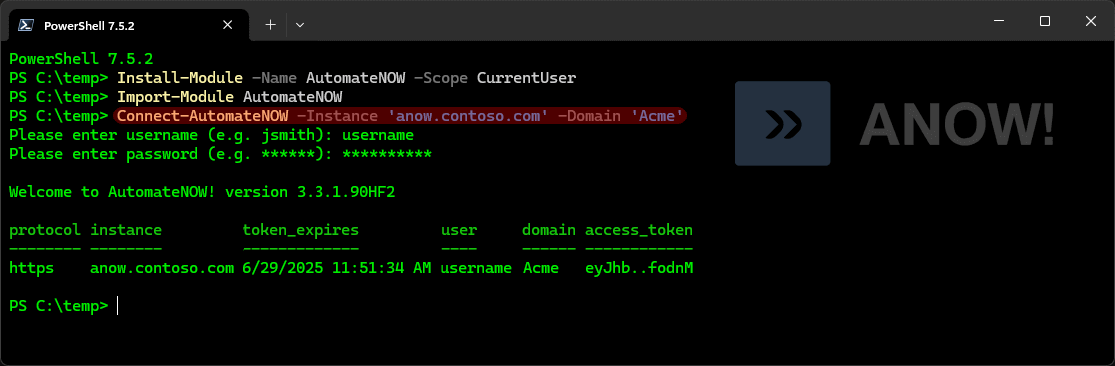 PowerShell 7.5.2
PowerShell 7.5.2
PS C:\temp> Install-Module -Name AutomateNOW -Scope CurrentUser
PS C:\temp> Import-Module AutomateNOW
PS C:\temp> Connect-AutomateNOW -Instance 'anow.contoso.com' -Domain 'Acme'
Please enter username (e.g. jsmith): username
Please enter password (e.g. ******): **********
Welcome to AutomateNOW! version 3.3.1.90HF2
protocol instance token_expires user domain access_token
-------- -------- ------------- ---- ------ ------------
https anow.contoso.com 6/29/2025 11:51:34 AM username Acme eyJhb..fodnM
PS C:\temp>
ANOW!